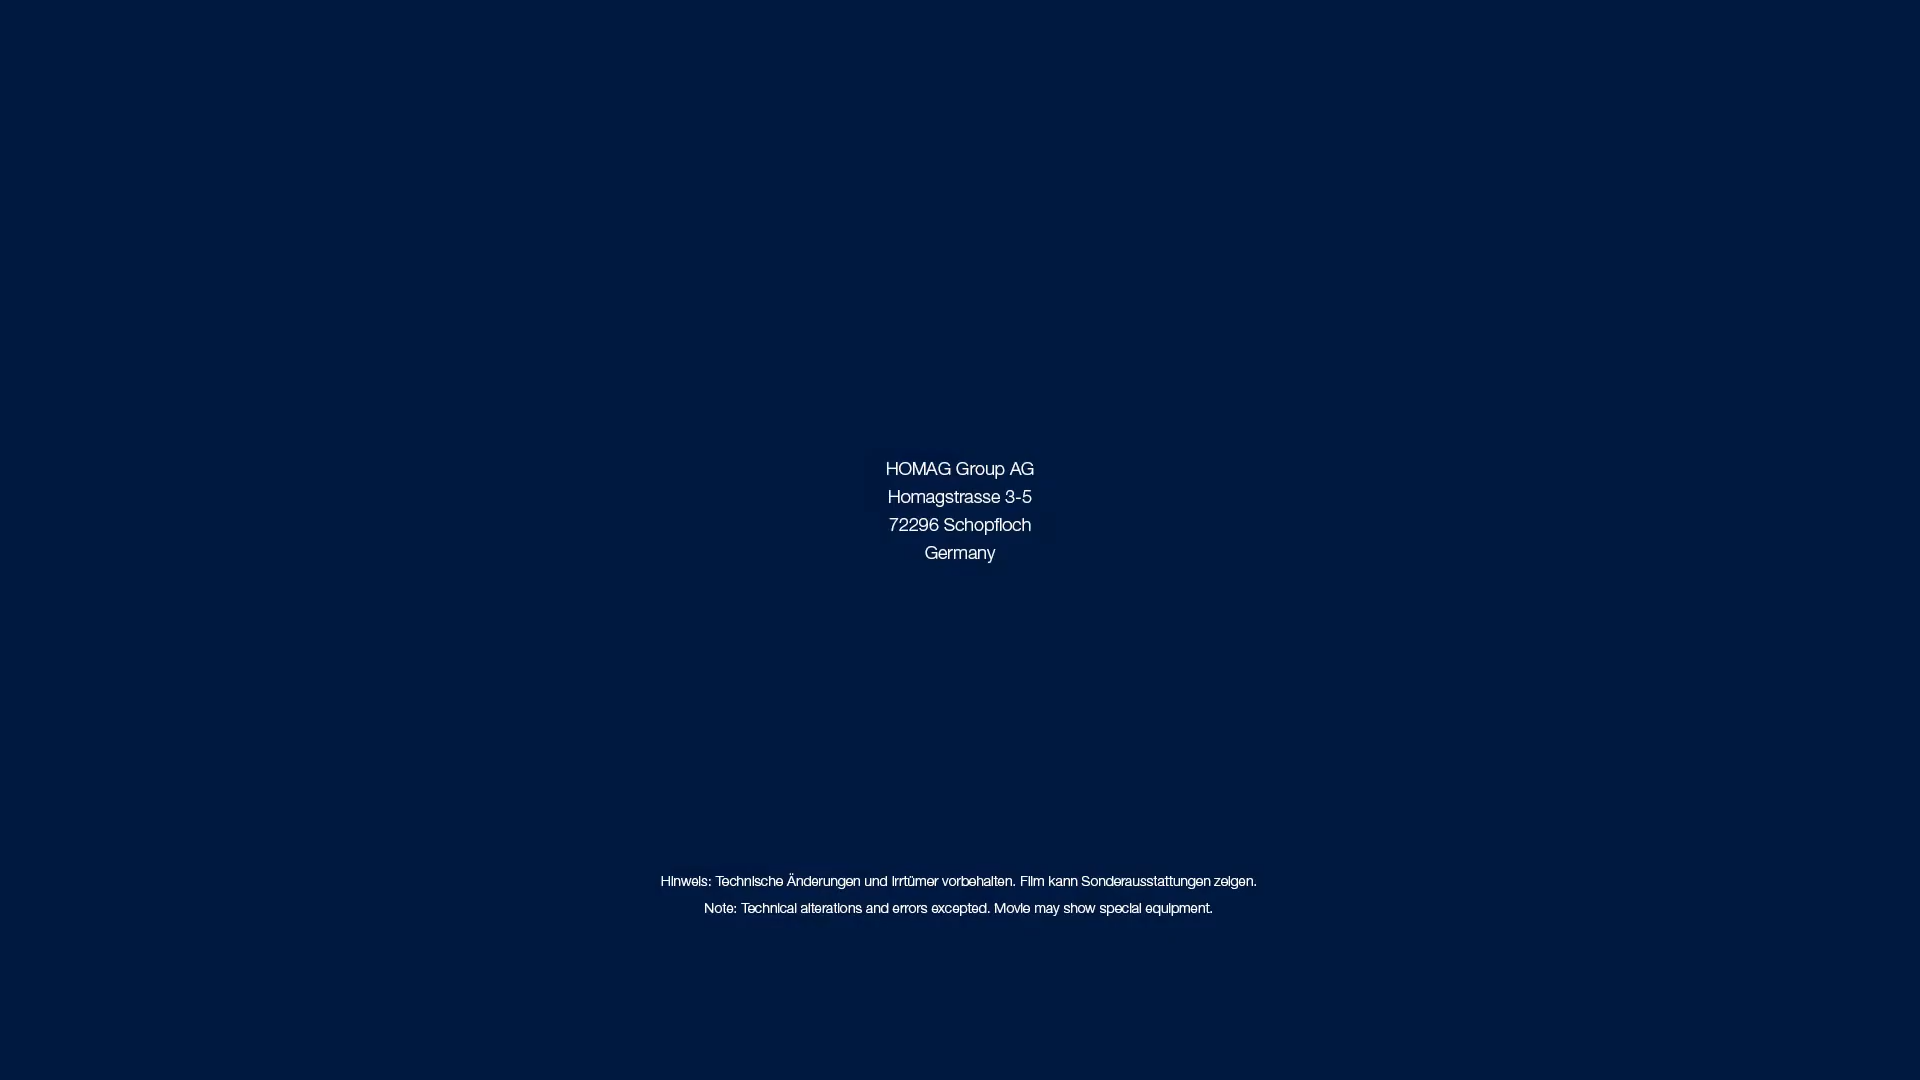 HOMAG Group AG
Homagstrasse 3-5
72296 Schopfloch
Germany
Hinweis: Technische Änderungen und Irrtümer vorbehalten. Film kann Sonderausstattungen zeigen.
Note: Technical alterations and errors excepted. Movie may show special equipment.